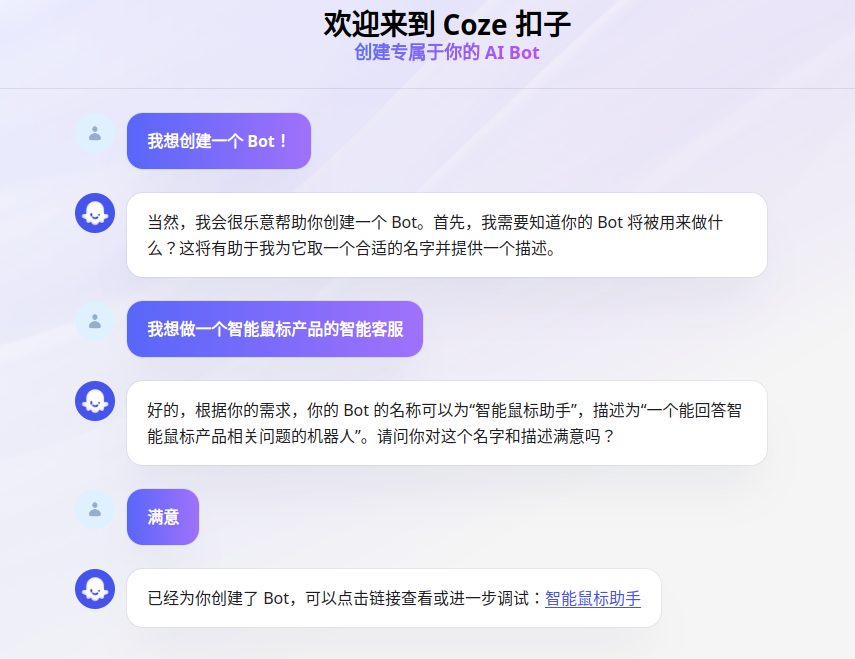 欢迎来到 Coze 扣子
创建专属于你的 AI Bot
我想创建一个 Bot！
当然，我会很乐意帮助你创建一个 Bot。首先，我需要知道你的 Bot 将被用来做什
么？这将有助于我为它取一个合适的名字并提供一个描述。
我想做一个智能鼠标产品的智能客服
好的，根据你的需求，你的 Bot 的名称可以为“智能鼠标助手”，描述为“一个能回答智
能鼠标产品相关问题的机器人”。请问你对这个名字和描述满意吗？
满意
已经为你创建了 Bot，可以点击链接查看或进一步调试：智能鼠标助手